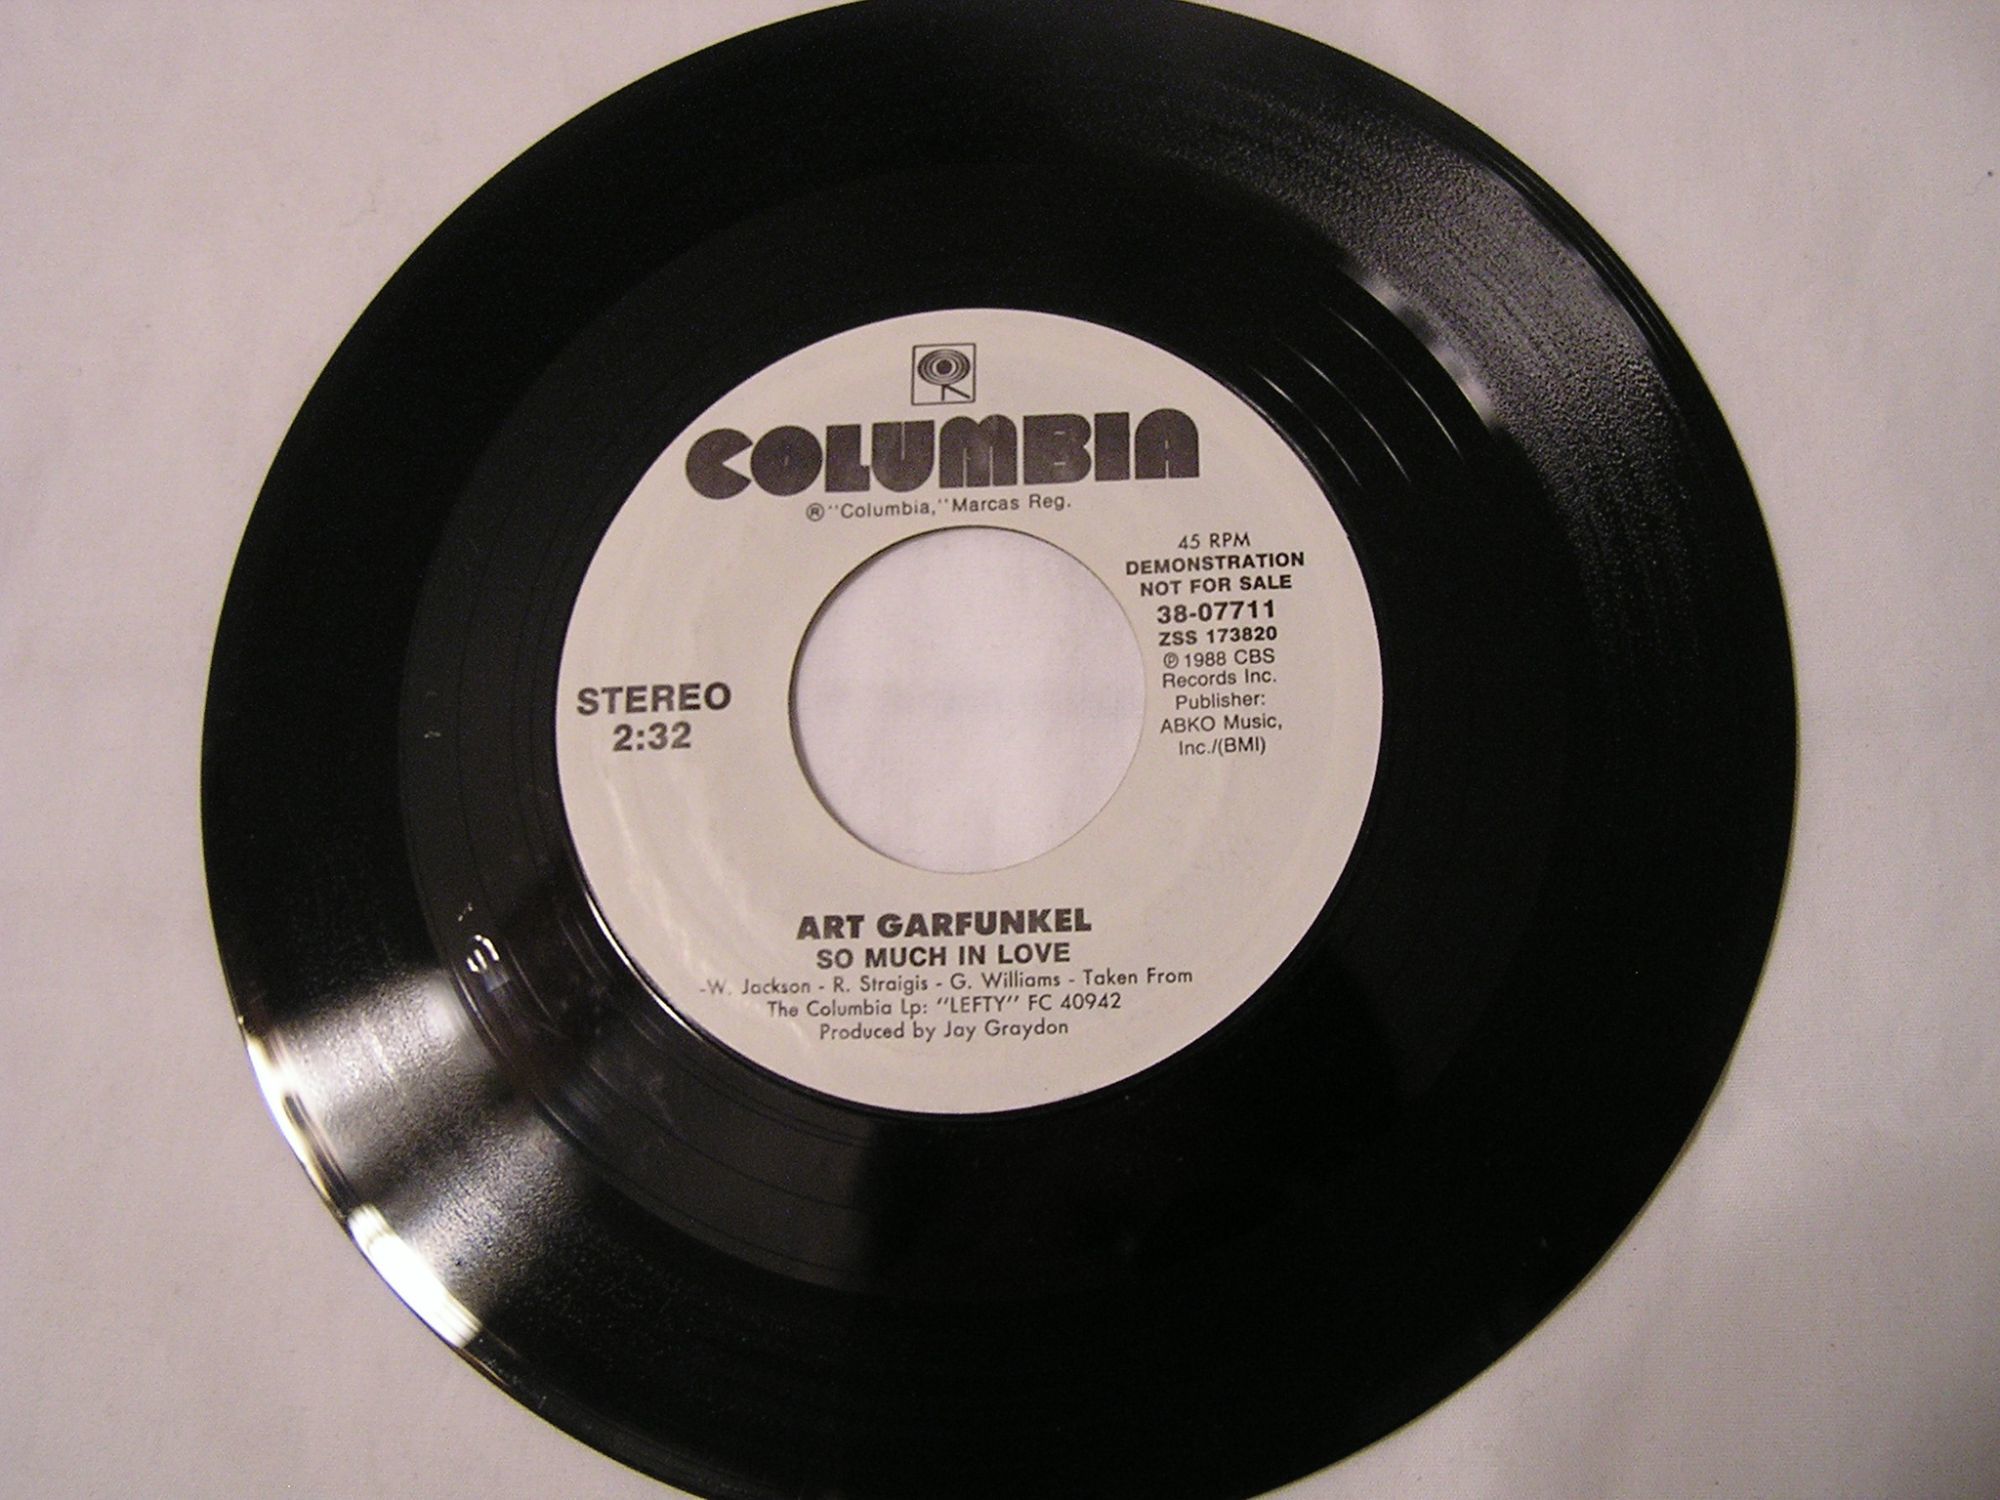 COLUMBIA
®"Columbia," Marcas Reg.
45 RPM
DEMONSTRATION
NOT FOR SALE
38-07711
ZSS 173820
℗ 1988 CBS
Records Inc.
Publisher:
ABKO Music,
Inc./(BMI)
STEREO
2:32
ART GARFUNKEL
SO MUCH IN LOVE
-W. Jackson - R. Straigis - G. Williams - Taken From
The Columbia Lp: "LEFTY" FC 40942
Produced by Jay Graydon